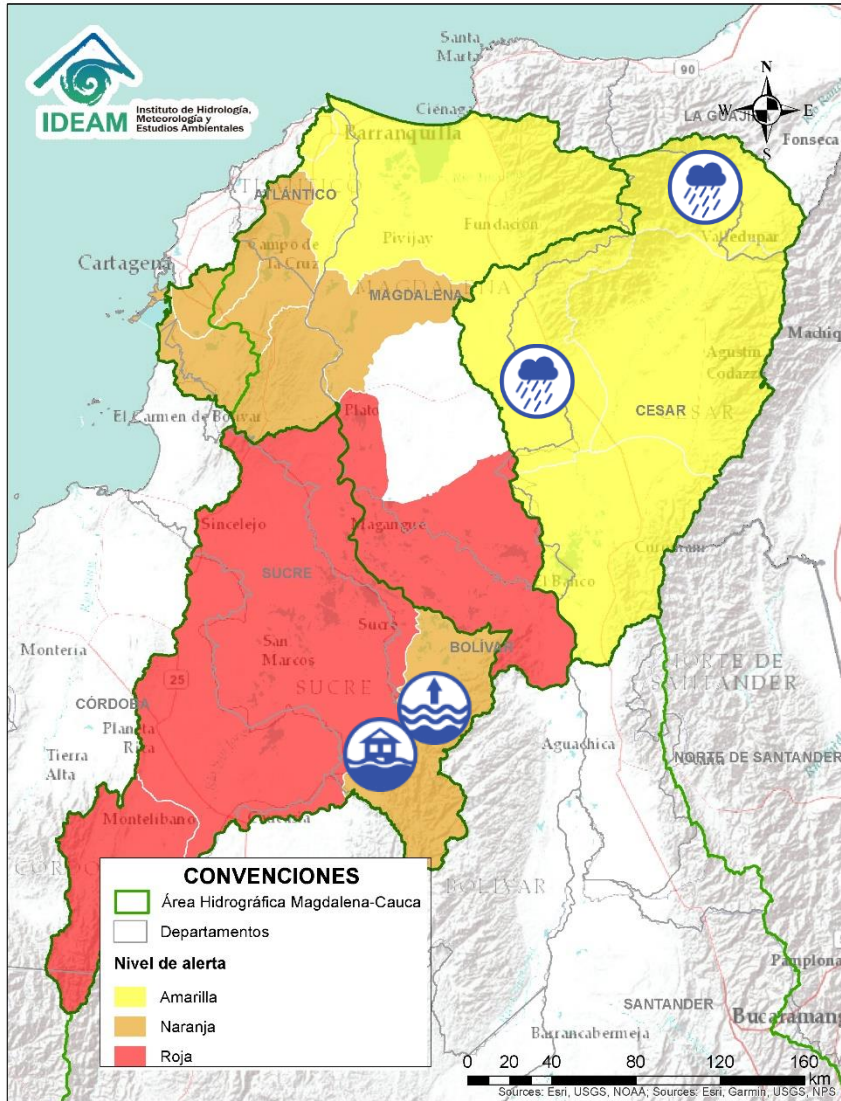 Santa
Marta
N
90
W
E
S
LA GUAJIRA
Fonseca
IDEAM
Instituto de Hidrología,
Meteorología y
Estudios Ambientales
Ciénaga
Barranquilla
ATLÁNTICO
Pivijay
Fundación
Valledupar
Cartagena
Campo de
la Cruz
MAGDALENA
Agustín
Codazzi
CESAR
El Carmen de Bolívar
Plato
Sincelejo
Magangué
SUCRE
El Banco
Sucre
San
Marcos
BOLÍVAR
SUCRE
Montería
25
CÓRDOBA
Planeta
Rica
Tierra
Alta
NORTE DE
SANTANDER
Aguachica
NORTE DE SANTANDER
Montelíbano
BOLÍVAR
CONVENCIONES
Área Hidrográfica Magdalena-Cauca
Departamentos
Nivel de alerta
Amarilla
Naranja
Roja
Pamplona
SANTANDER
Bucaramang
Barrancabermeja
0 20 40 80 120 160
km
Sources: Esri, USGS, NOAA; Sources: Esri, Garmin, USGS, NPS